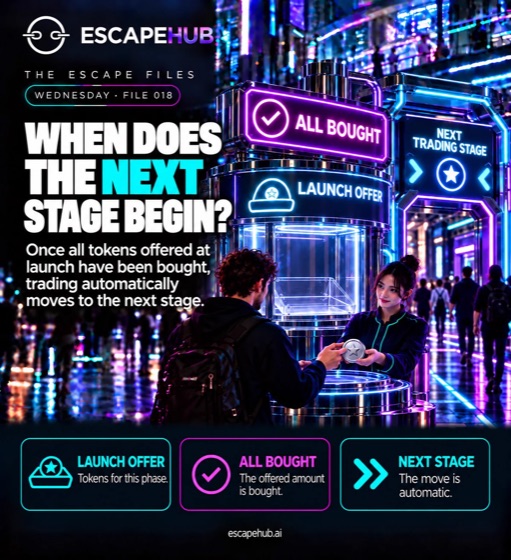 ESCAPEHUB
THE ESCAPE FILES
WEDNESDAY • FILE 018
WHEN DOES
THE NEXT
STAGE BEGIN?
Once all tokens offered at
launch have been bought,
trading automatically
moves to the next stage.
ALL BOUGHT
LAUNCH OFFER
NEXT
TRADING STAGE
LAUNCH OFFER
Tokens for this phase.
ALL BOUGHT
The offered amount
is bought.
NEXT STAGE
The move is
automatic.
escapehub.ai